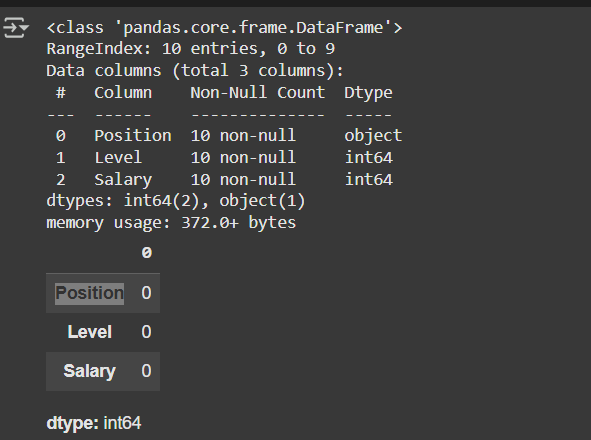 <class 'pandas.core.frame.DataFrame'>
RangeIndex: 10 entries, 0 to 9
Data columns (total 3 columns):
 #   Column    Non-Null Count  Dtype
---  ------    --------------  -----
 0   Position  10 non-null     object
 1   Level     10 non-null     int64
 2   Salary    10 non-null     int64
dtypes: int64(2), object(1)
memory usage: 372.0+ bytes
0
Position 0
Level 0
Salary 0
dtype: int64